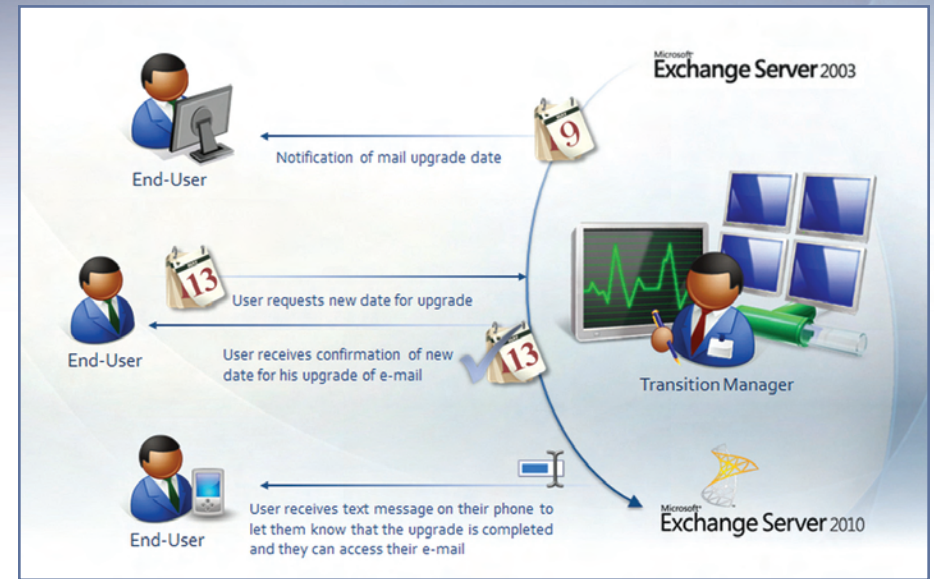 Microsoft®
Exchange Server 2003
19
Notification of mail upgrade date
End-User
13
User requests new date for upgrade
User receives confirmation of new
date for his upgrade of e-mail
13
End-User
Transition Manager
User receives text message on their phone to
let them know that the upgrade is completed
and they can access their e-mail
End-User
Microsoft®
Exchange Server 2010